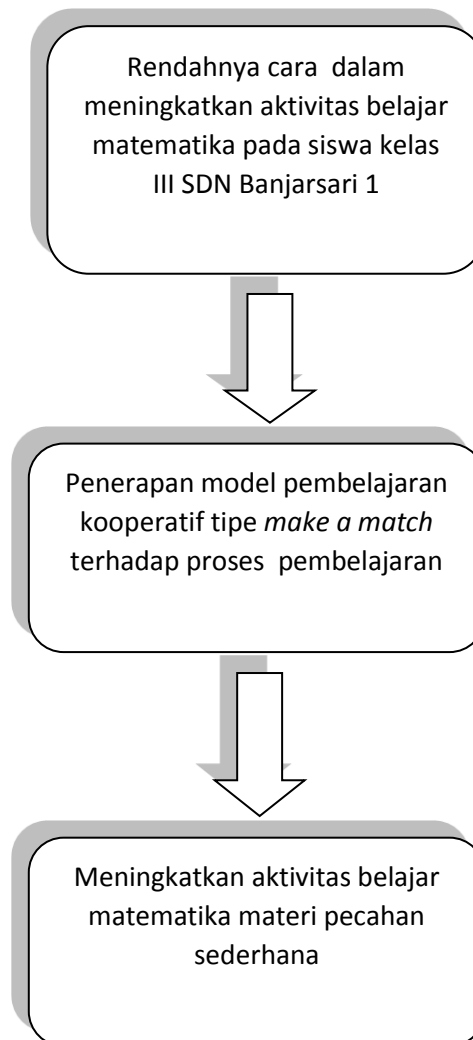 Rendahnya cara dalam
meningkatkan aktivitas belajar
matematika pada siswa kelas
III SDN Banjarsari 1
Penerapan model pembelajaran
kooperatif tipe make a match
terhadap proses pembelajaran
Meningkatkan aktivitas belajar
matematika materi pecahan
sederhana